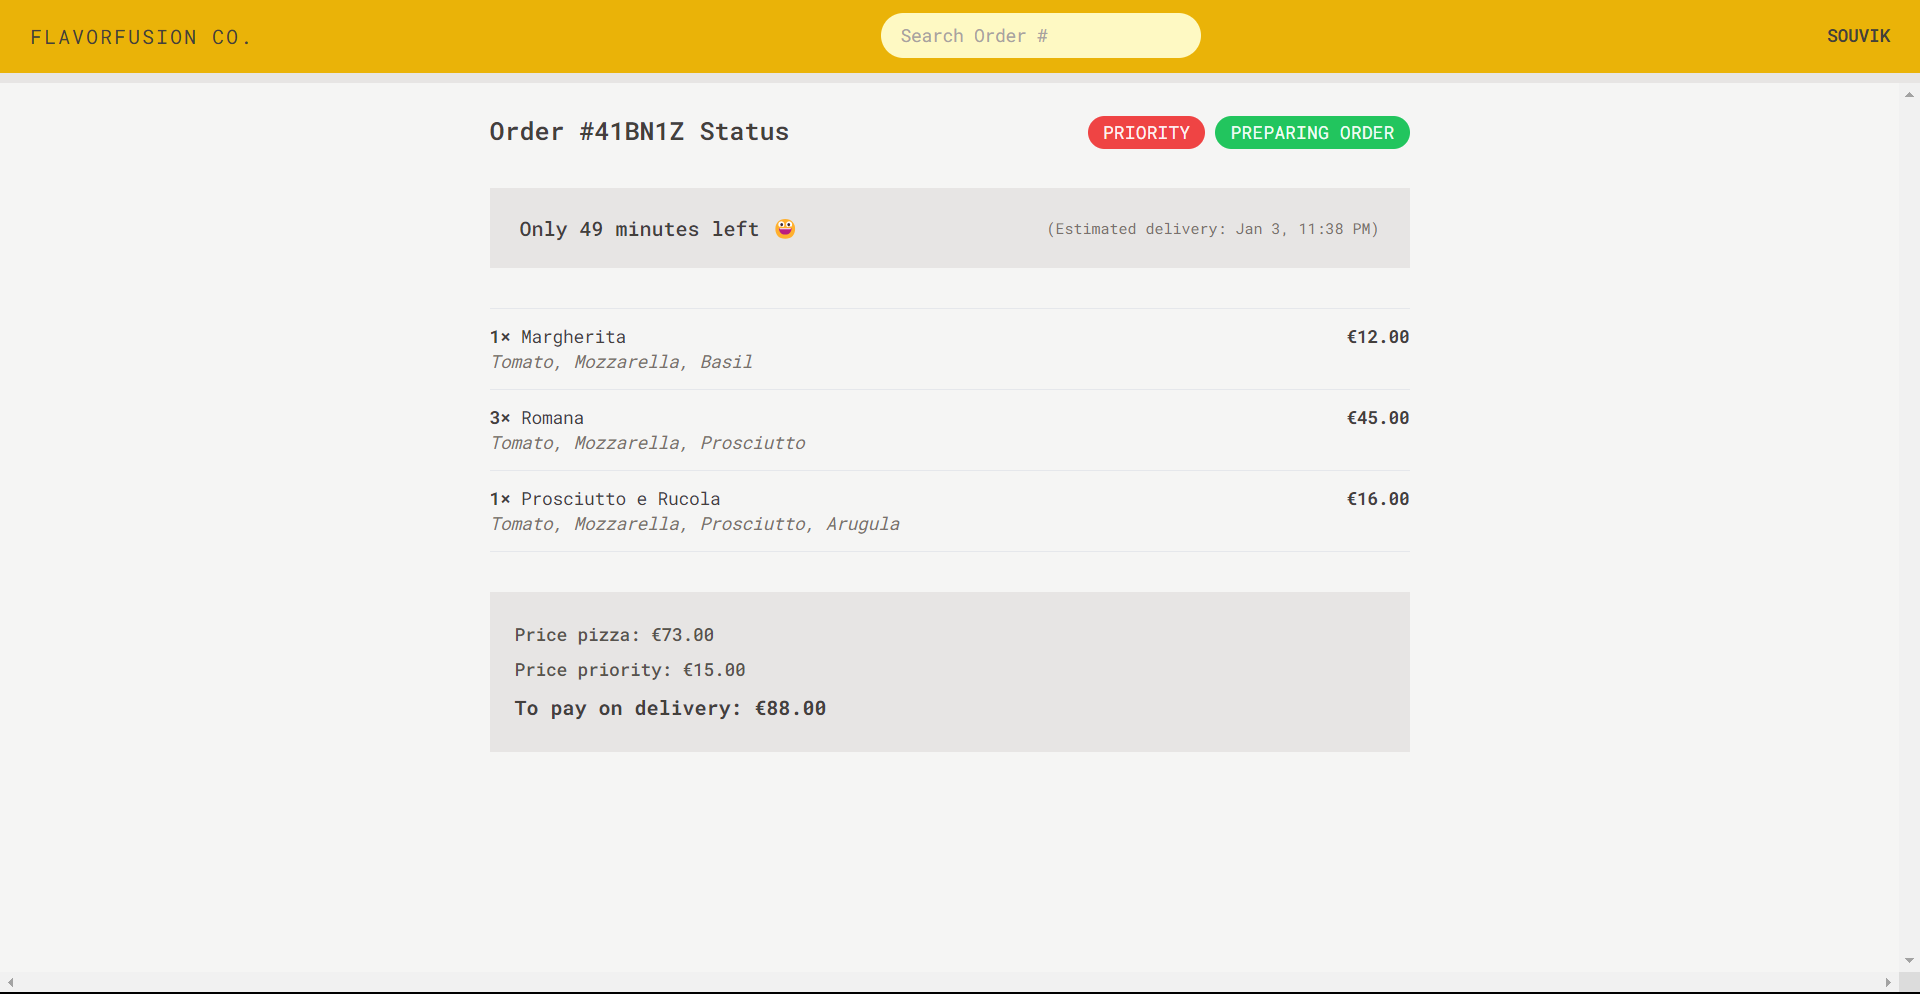 FLAVORFUSION CO.
Search Order #
SOUVIK
Order #41BN1Z Status
PRIORITY
PREPARING ORDER
Only 49 minutes left 😀
(Estimated delivery: Jan 3, 11:38 PM)
1× Margherita
€12.00
Tomato, Mozzarella, Basil
3× Romana
€45.00
Tomato, Mozzarella, Prosciutto
1× Prosciutto e Rucola
€16.00
Tomato, Mozzarella, Prosciutto, Arugula
Price pizza: €73.00
Price priority: €15.00
To pay on delivery: €88.00